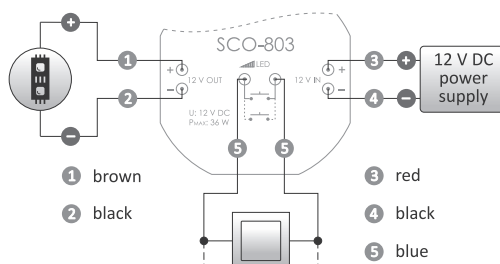 SCO-803
LED
+ 1 + + 3 + 12 V DC
12 V OUT 12 V IN power
- 2 - - 4 - supply
U: 12 V DC
PMAX: 36 W
5 5
1 brown 3 red
2 black 4 black
5 blue